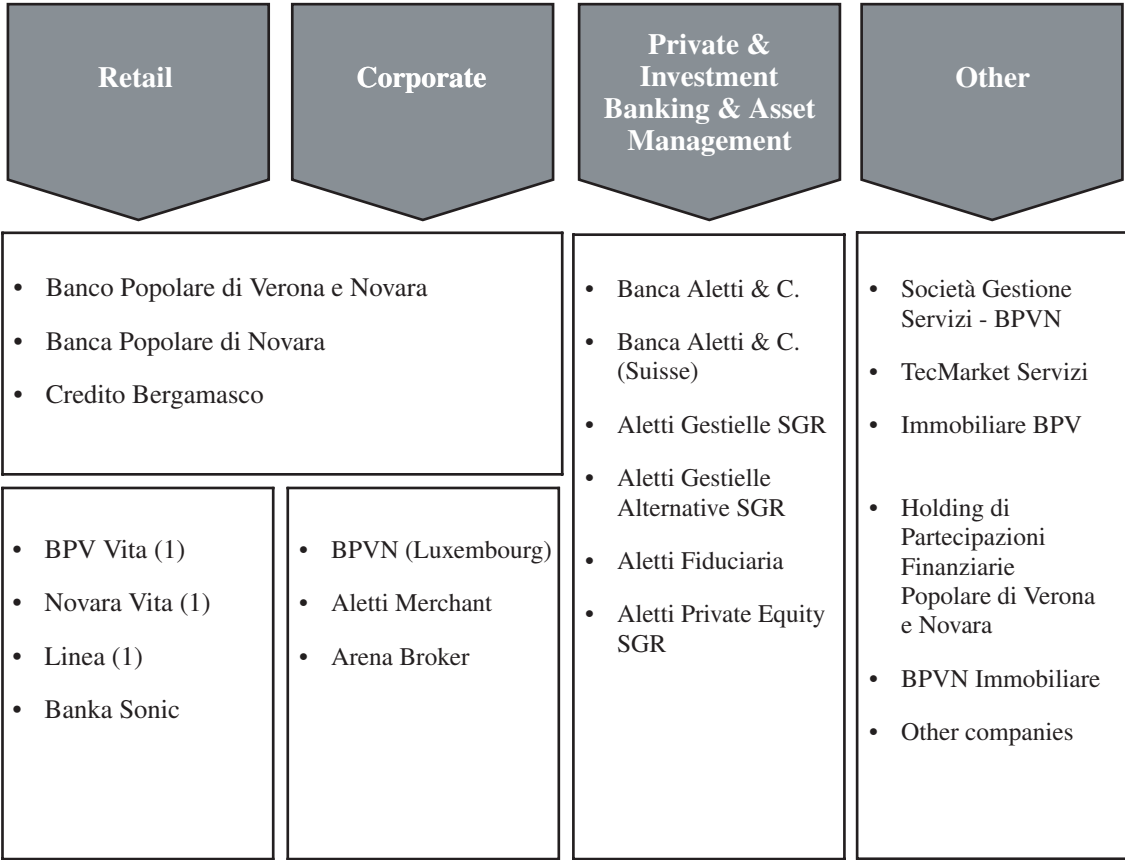 Retail
Corporate
Private &
Investment
Banking & Asset
Management
Other
• Banco Popolare di Verona e Novara
• Banca Popolare di Novara
• Credito Bergamasco
• BPV Vita (1)
• Novara Vita (1)
• Linea (1)
• Banka Sonic
• BPVN (Luxembourg)
• Aletti Merchant
• Arena Broker
• Banca Aletti & C.
• Banca Aletti & C.
(Suisse)
• Aletti Gestielle SGR
• Aletti Gestielle
Alternative SGR
• Aletti Fiduciaria
• Aletti Private Equity
SGR
• Società Gestione
Servizi - BPVN
• TecMarket Servizi
• Immobiliare BPV
• Holding di
Partecipazioni
Finanziarie
Popolare di Verona
e Novara
• BPVN Immobiliare
• Other companies